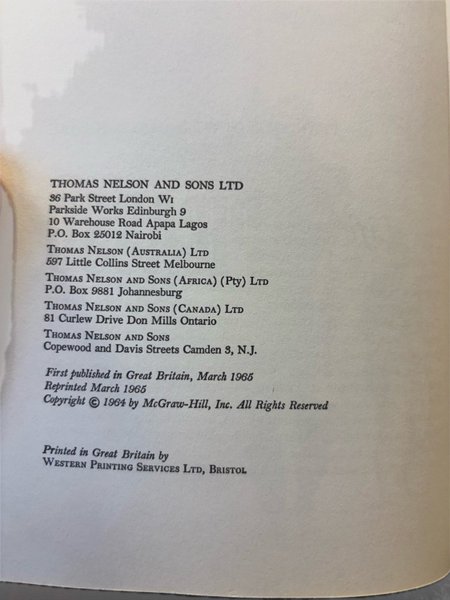 THOMAS NELSON AND SONS LTD
36 Park Street London W1
Parkside Works Edinburgh 9
10 Warehouse Road Apapa Lagos
P.O. Box 25012 Nairobi
THOMAS NELSON (AUSTRALIA) LTD
597 Little Collins Street Melbourne
THOMAS NELSON AND SONS (AFRICA) (Pty) LTD
P.O. Box 9881 Johannesburg
THOMAS NELSON AND SONS (CANADA) LTD
81 Curlew Drive Don Mills Ontario
THOMAS NELSON AND SONS
Copewood and Davis Streets Camden 3, N.J.
First published in Great Britain, March 1965
Reprinted March 1965
Copyright © 1964 by McGraw-Hill, Inc. All Rights Reserved
Printed in Great Britain by
WESTERN PRINTING SERVICES LTD, BRISTOL